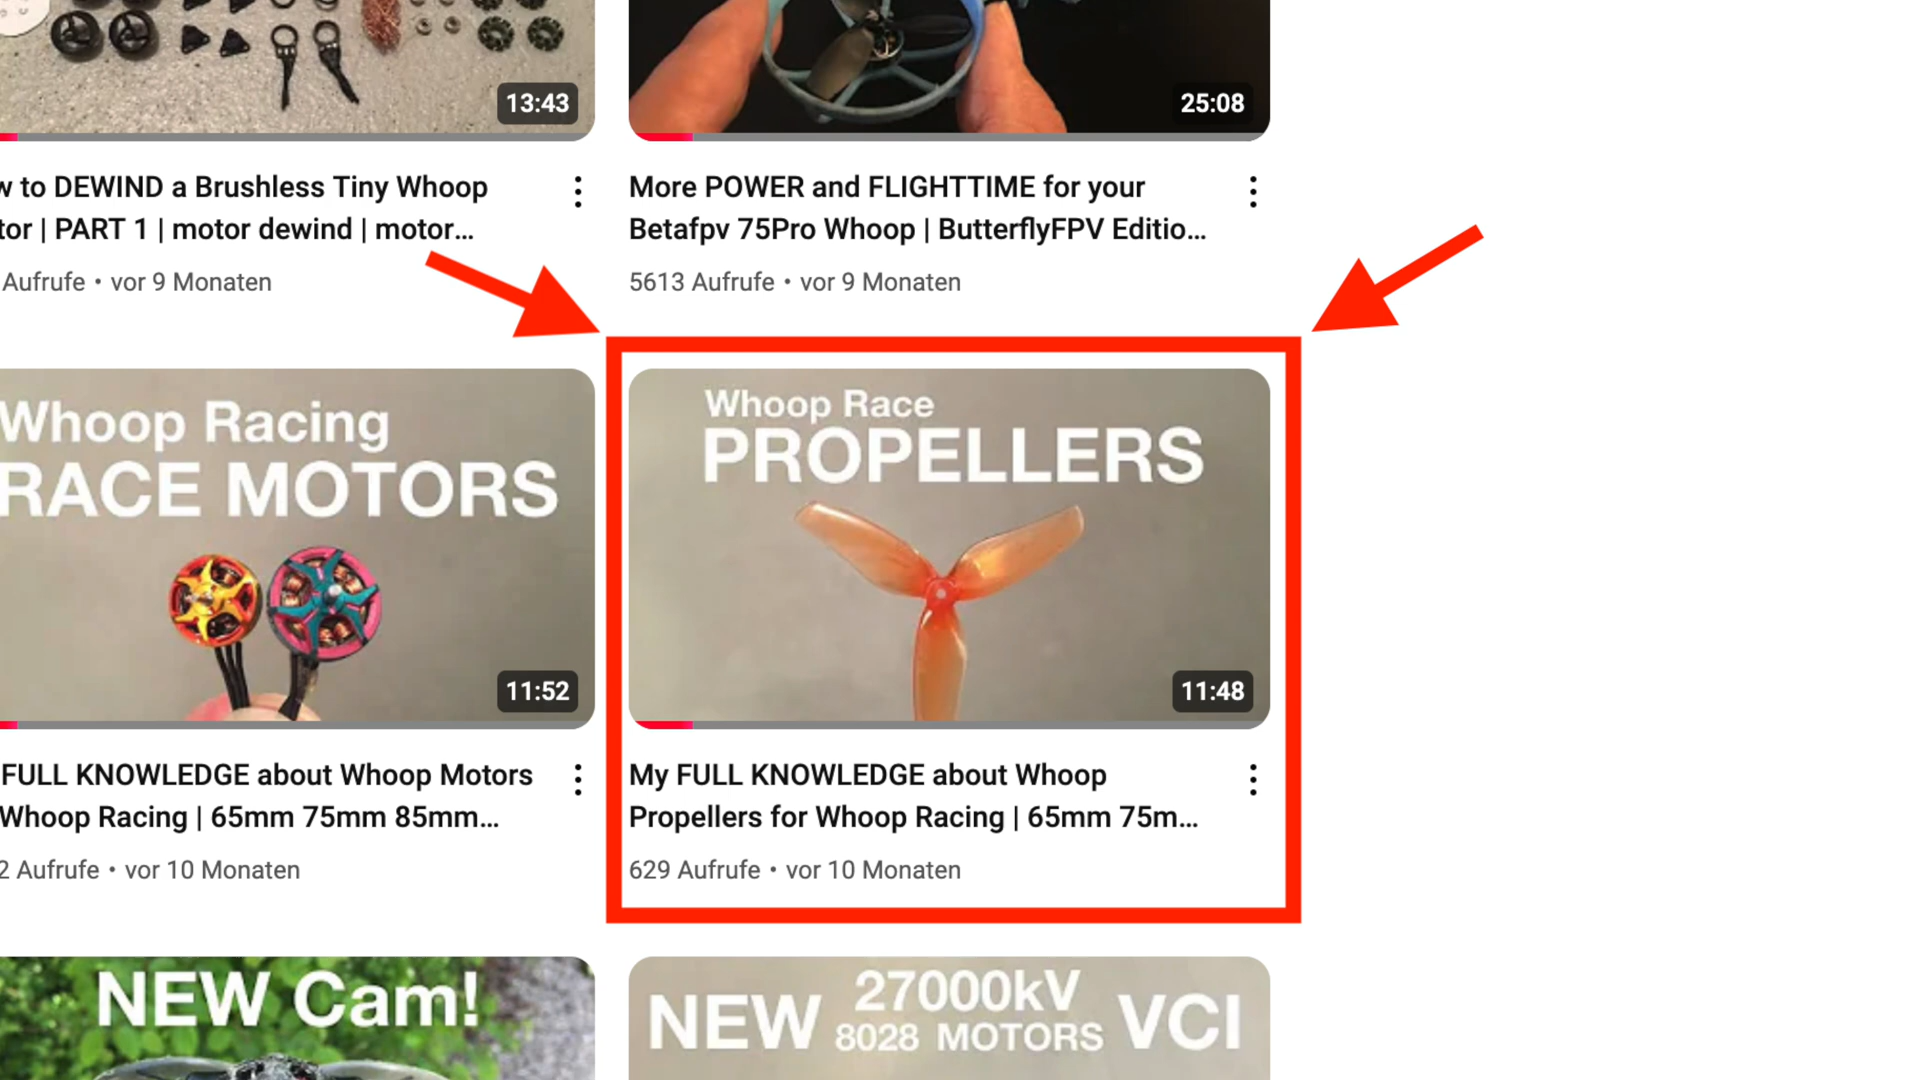 13:43
25:08
w to DEWIND a Brushless Tiny Whoop
tor | PART 1 | motor dewind | motor...
Aufrufe • vor 9 Monaten
More POWER and FLIGHTTIME for your
Betafpv 75Pro Whoop | ButterflyFPV Editio...
5613 Aufrufe • vor 9 Monaten
Whoop Racing
RACE MOTORS
11:52
Whoop Race
PROPELLERS
11:48
FULL KNOWLEDGE about Whoop Motors
Whoop Racing | 65mm 75mm 85mm...
2 Aufrufe • vor 10 Monaten
My FULL KNOWLEDGE about Whoop
Propellers for Whoop Racing | 65mm 75m...
629 Aufrufe • vor 10 Monaten
NEW Cam!
NEW 27000kV VCI
8028 MOTORS